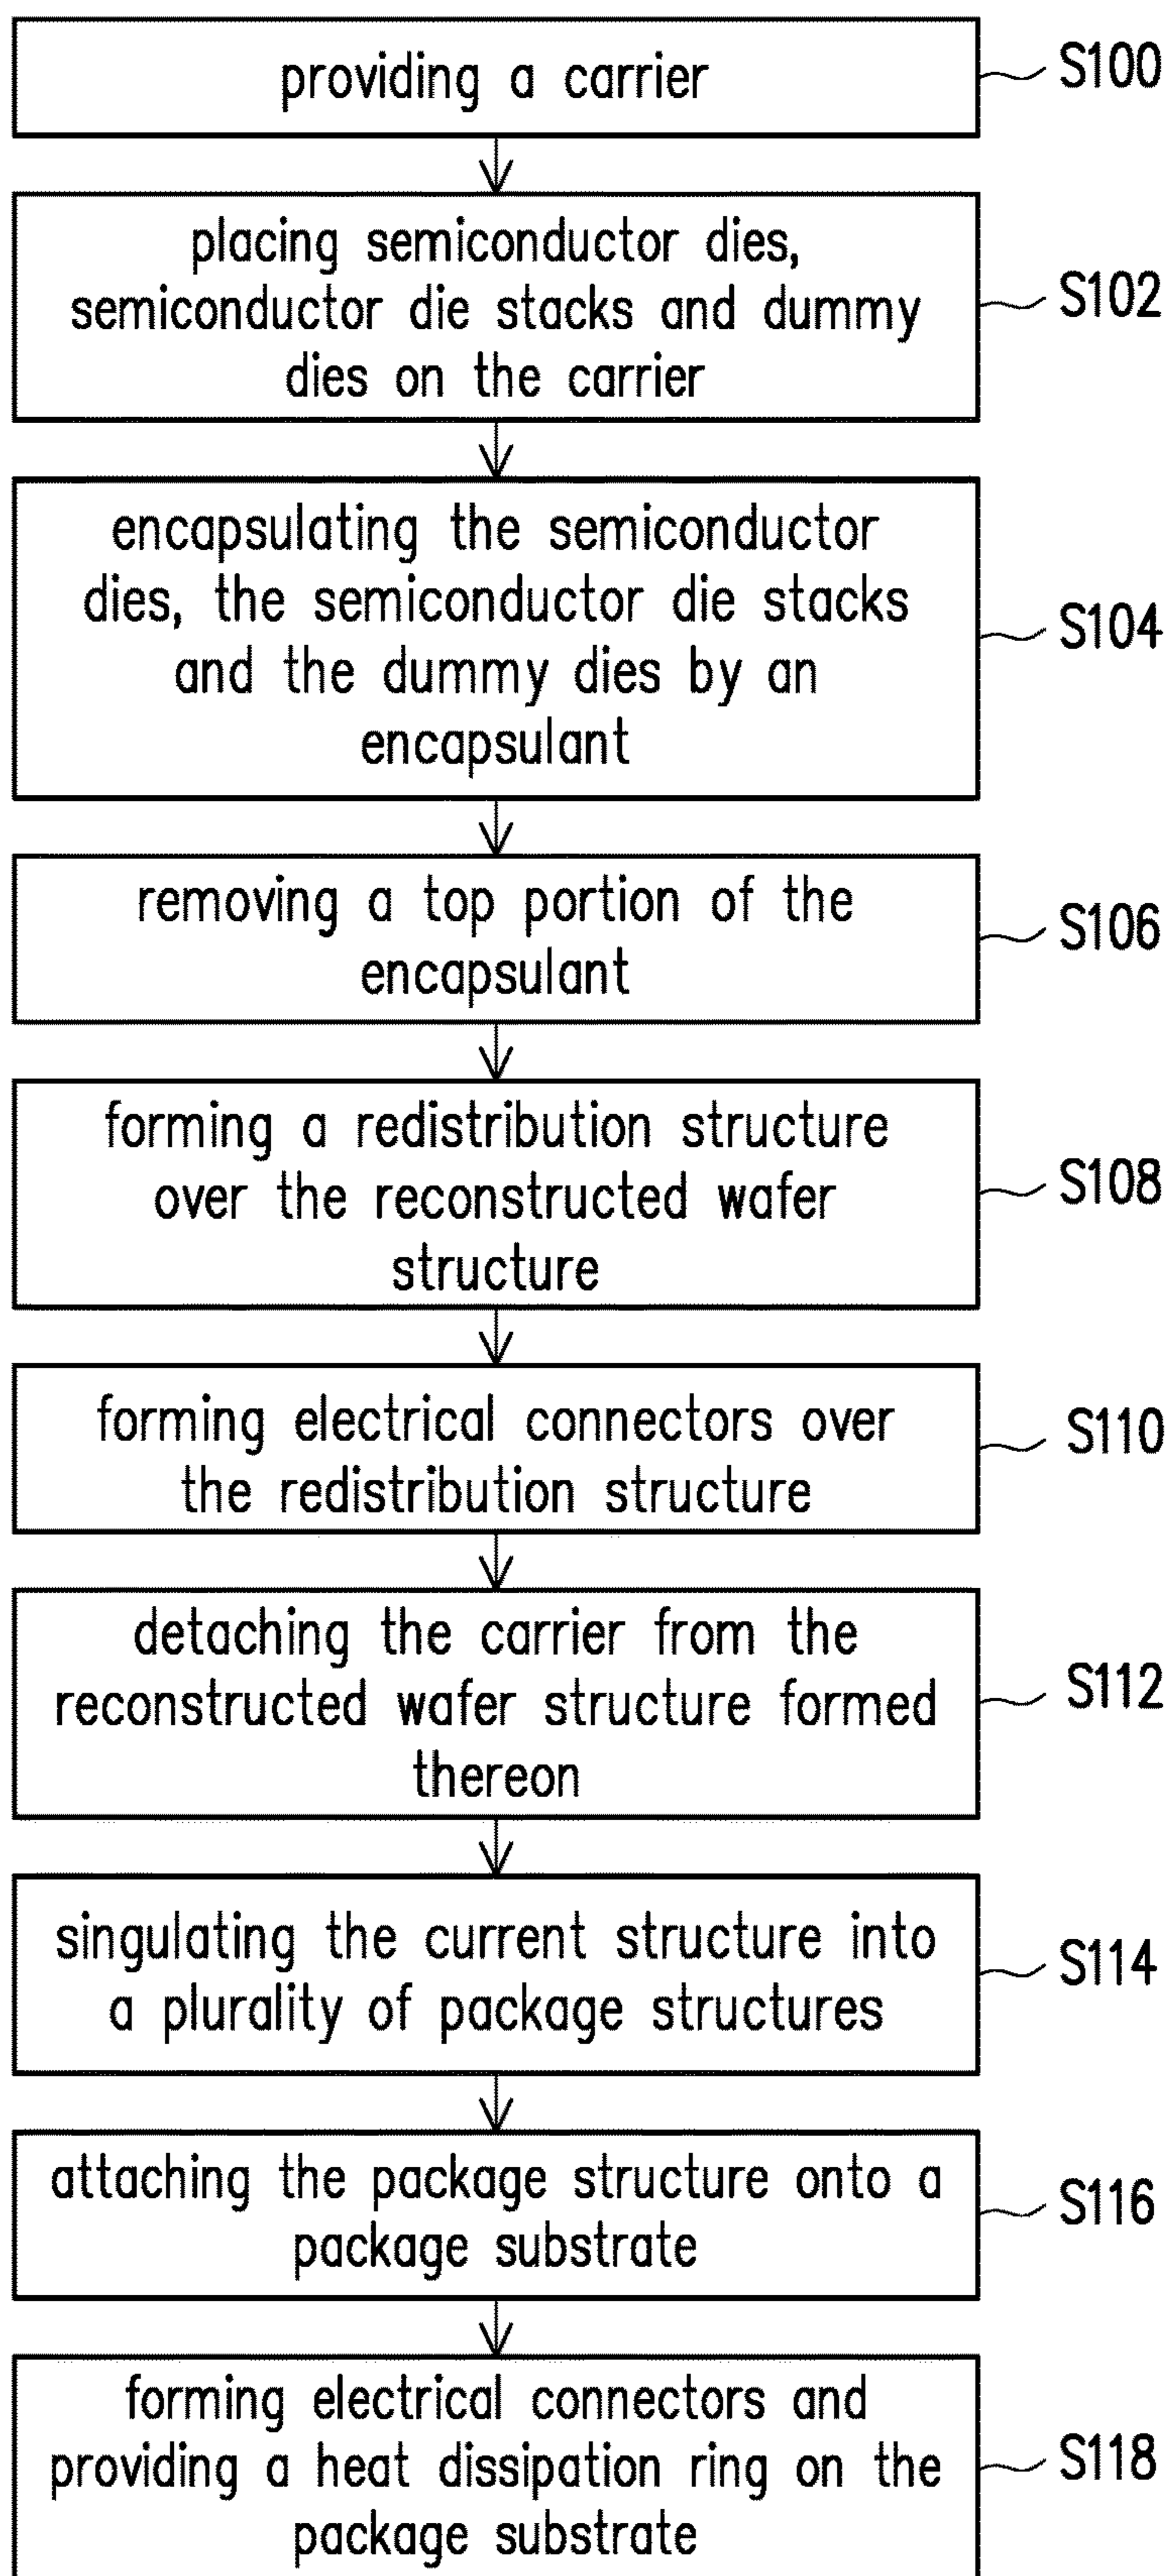 providing a carrier
S100
placing semiconductor dies,
semiconductor die stacks and dummy
dies on the carrier
S102
encapsulating the semiconductor
dies, the semiconductor die stacks
and the dummy dies by an
encapsulant
S104
removing a top portion of the
encapsulant
S106
forming a redistribution structure
over the reconstructed wafer
structure
S108
forming electrical connectors over
the redistribution structure
S110
detaching the carrier from the
reconstructed wafer structure formed
thereon
S112
singulating the current structure into
a plurality of package structures
S114
attaching the package structure onto a
package substrate
S116
forming electrical connectors and
providing a heat dissipation ring on the
package substrate
S118